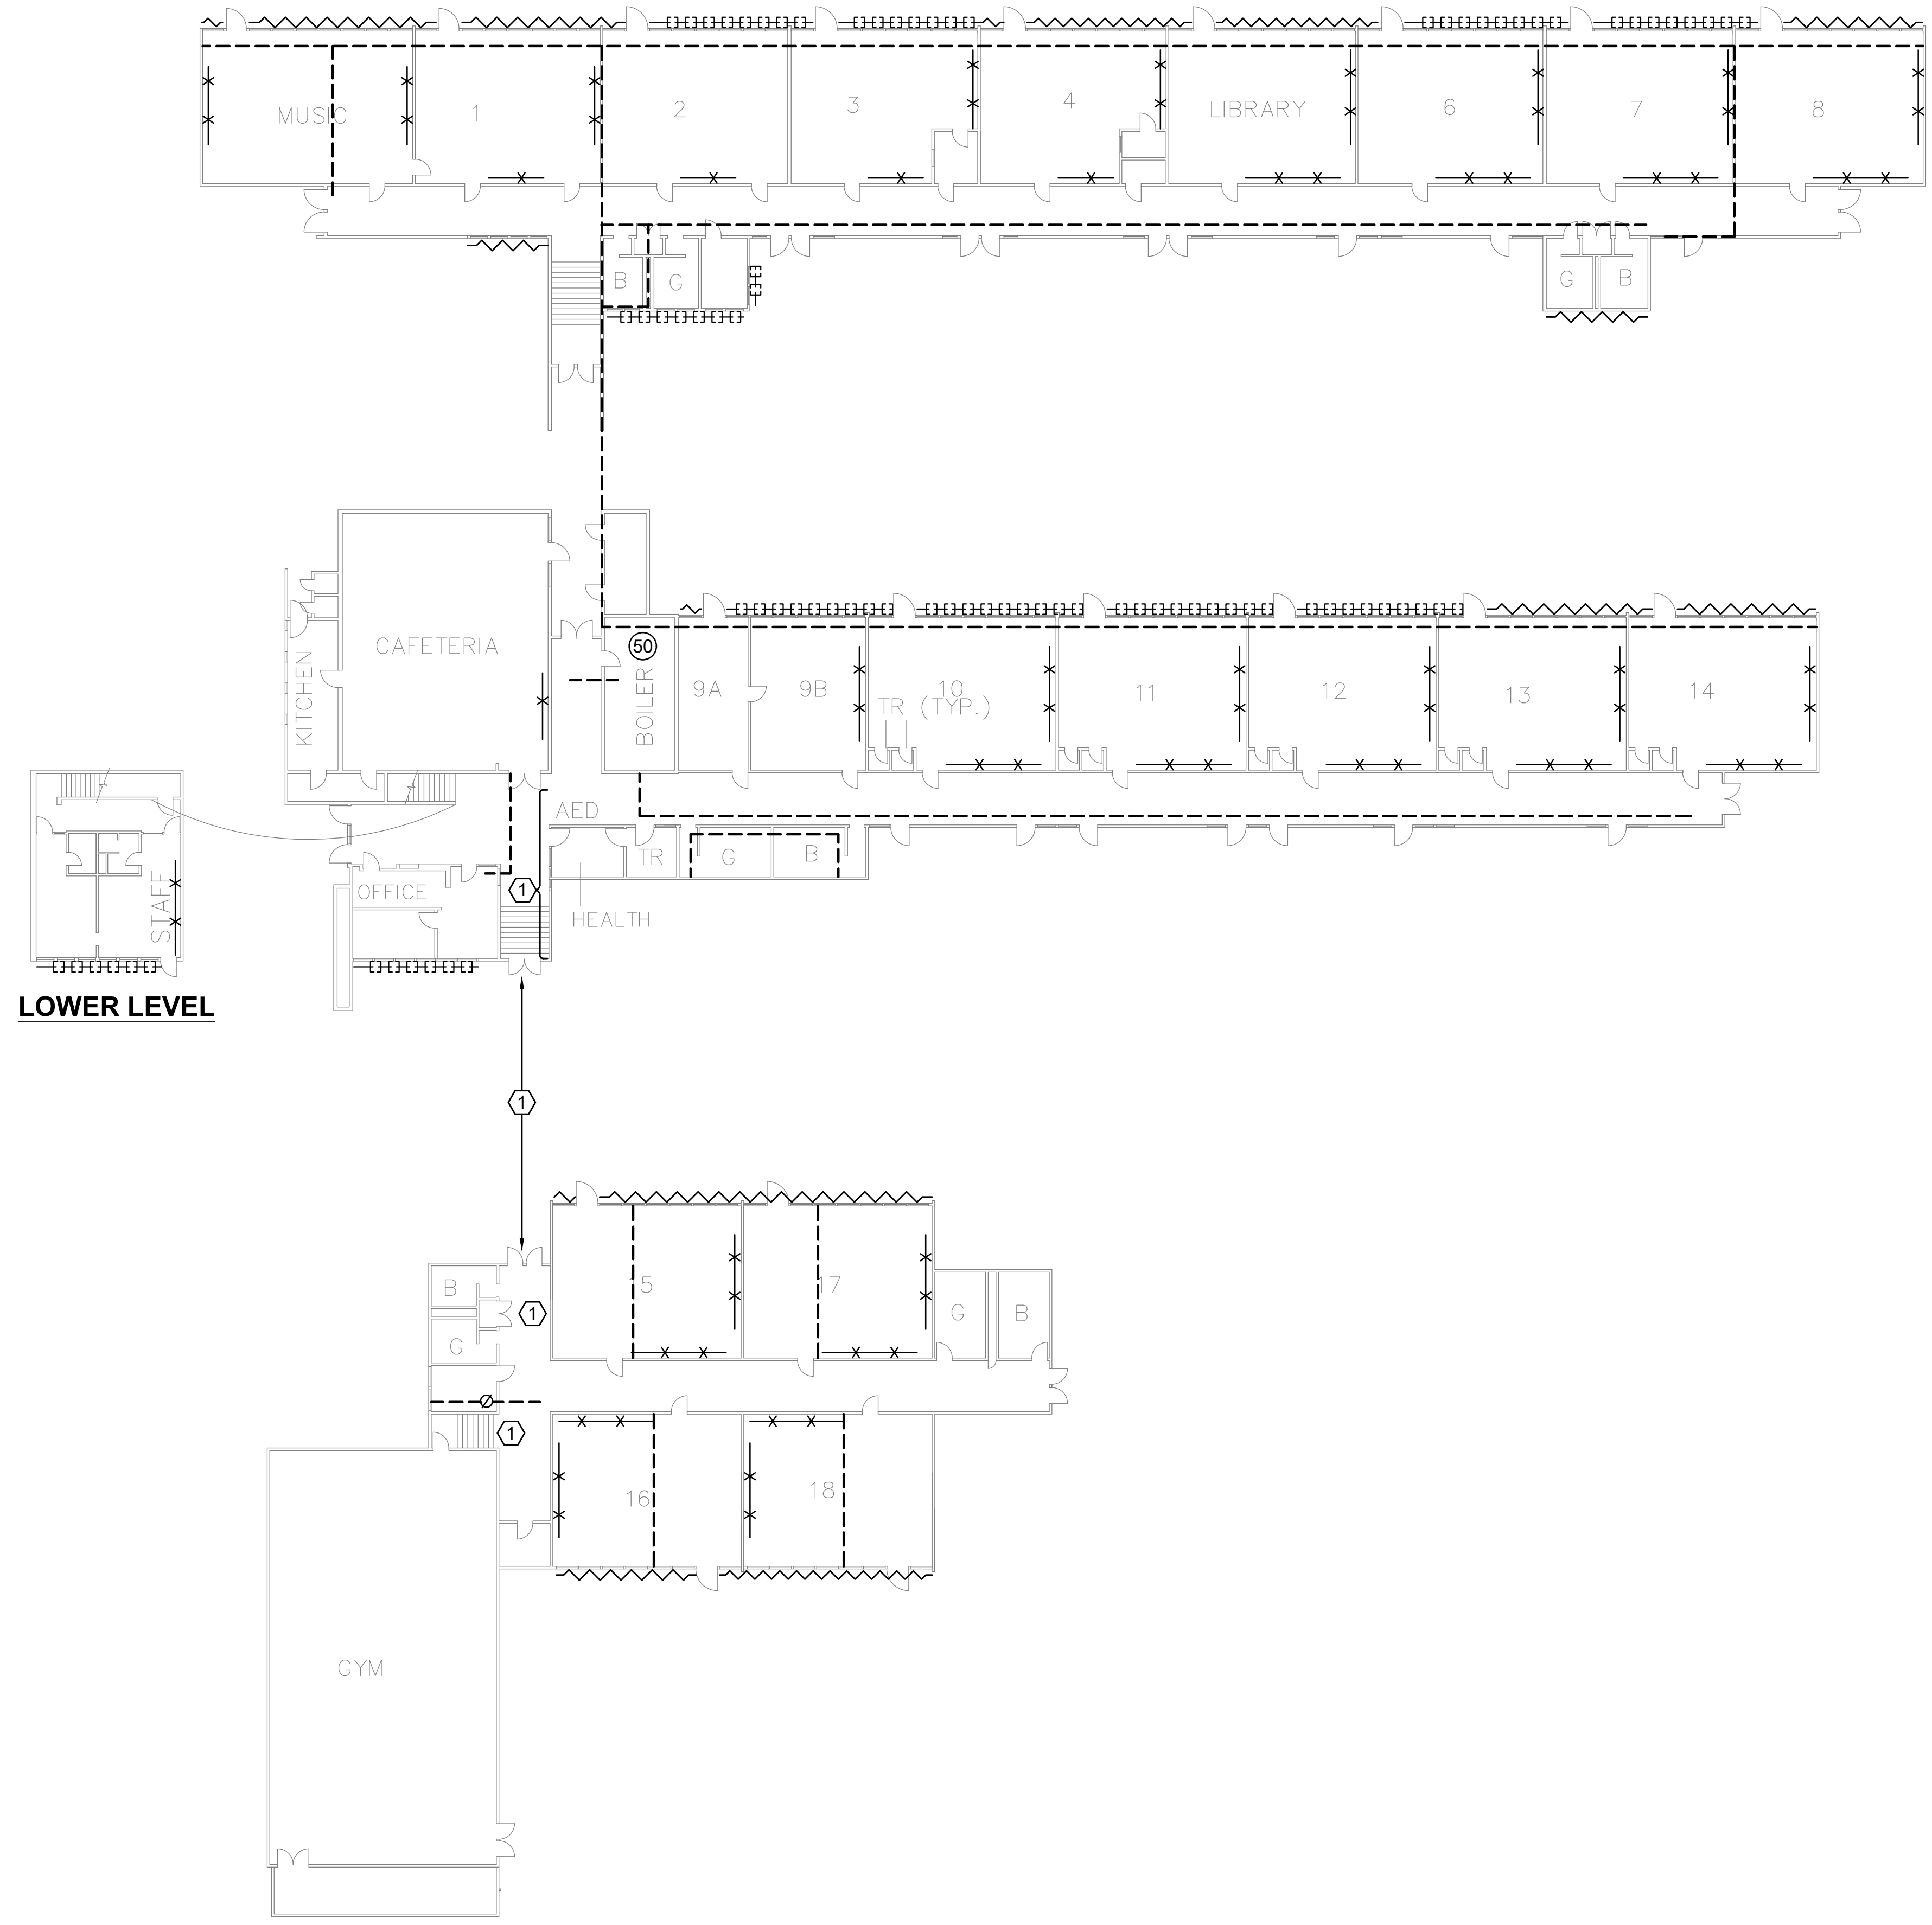 MUSIC
1
2
3
4
LIBRARY
6
7
8
B
G
G
B
CAFETERIA
KITCHEN
50
BOILER
9A
9B
10
TR (TYP.)
11
12
13
14
AED
TR
G
B
OFFICE
1
HEALTH
STAFF
LOWER LEVEL
1
15
17
B
1
G
G
B
1
16
18
GYM